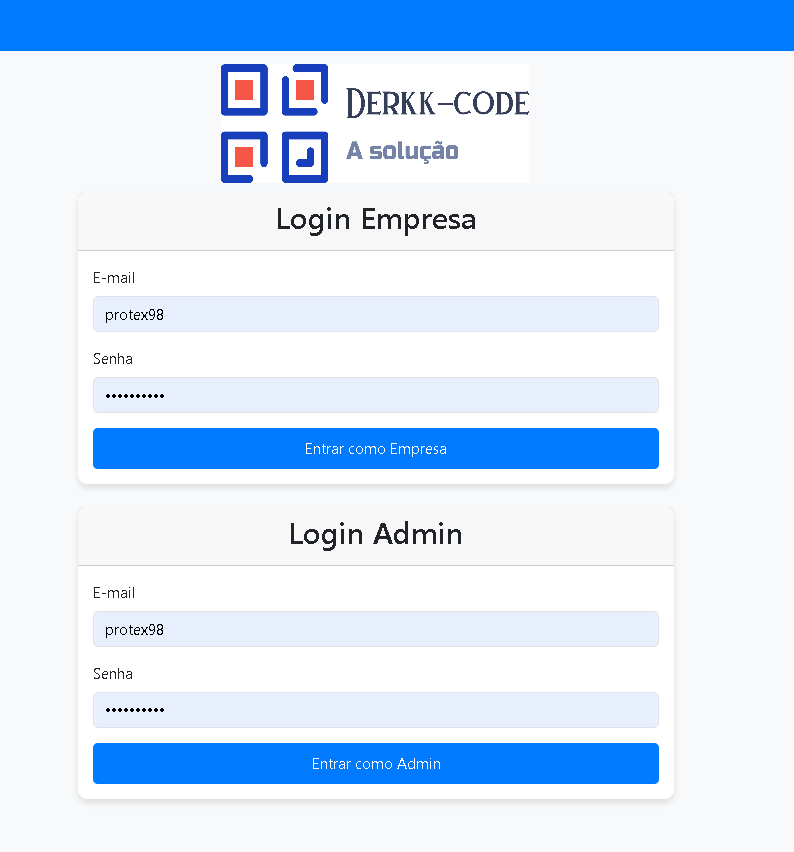 Derkk-code
A solução
Login Empresa
E-mail
protex98
Senha
••••••••••
Entrar como Empresa
Login Admin
E-mail
protex98
Senha
••••••••••
Entrar como Admin